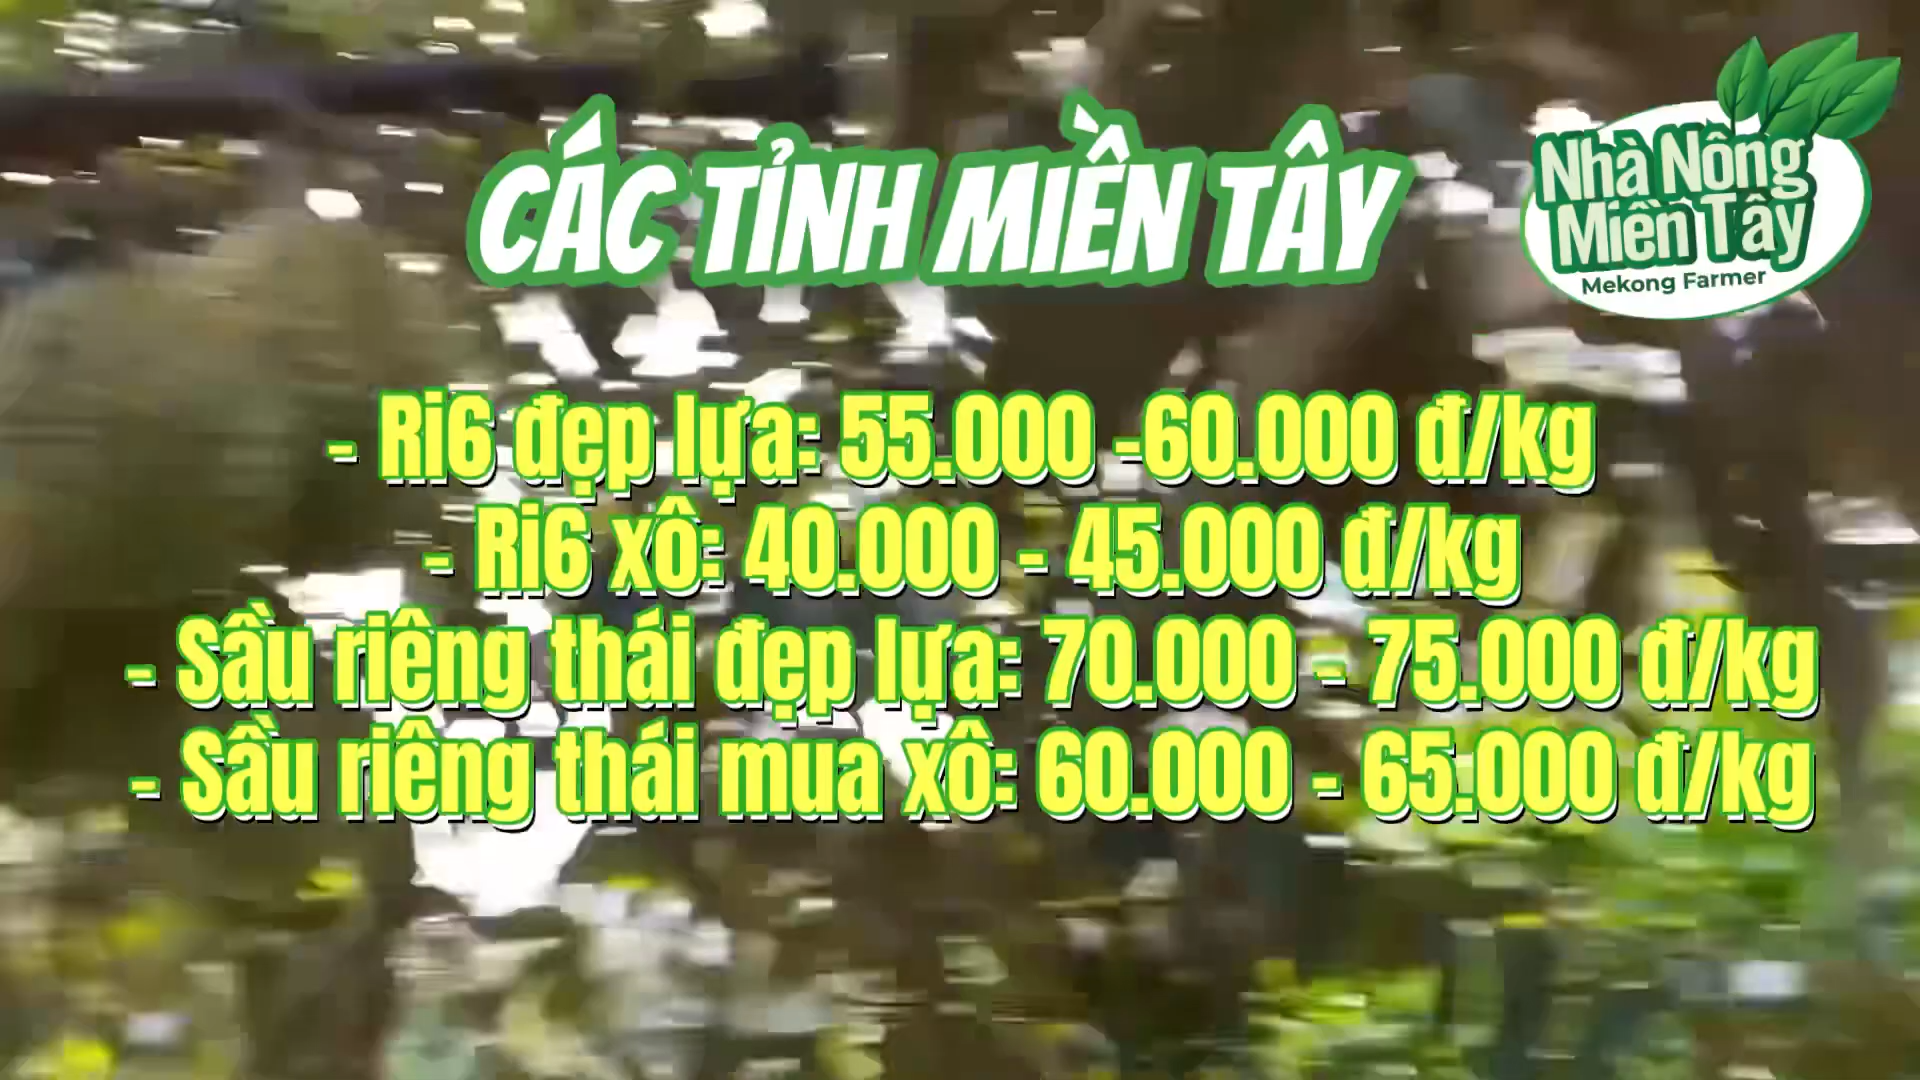 CÁC TỈNH MIỀN TÂY
Nhà Nông
Miền Tây
Mekong Farmer
- Ri6 đẹp lựa: 55.000 -60.000 đ/kg
- Ri6 xô: 40.000 - 45.000 đ/kg
- Sầu riêng thái đẹp lựa: 70.000 - 75.000 đ/kg
- Sầu riêng thái mua xô: 60.000 - 65.000 đ/kg